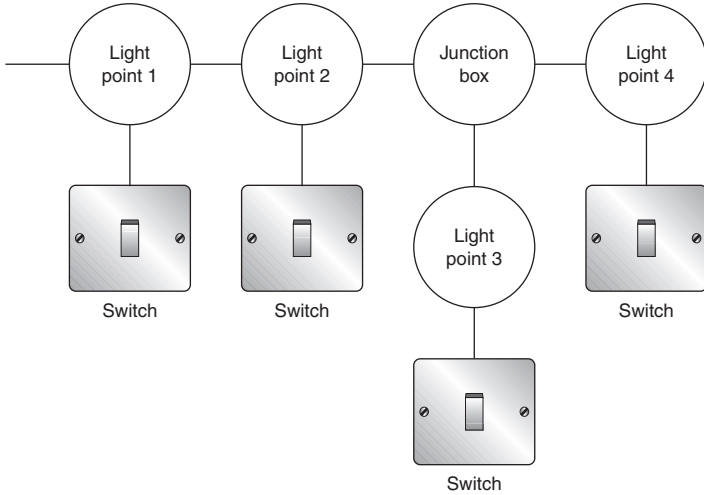 Light
point 1
Light
point 2
Junction
box
Light
point 4
Light
point 3
Switch
Switch
Switch
Switch